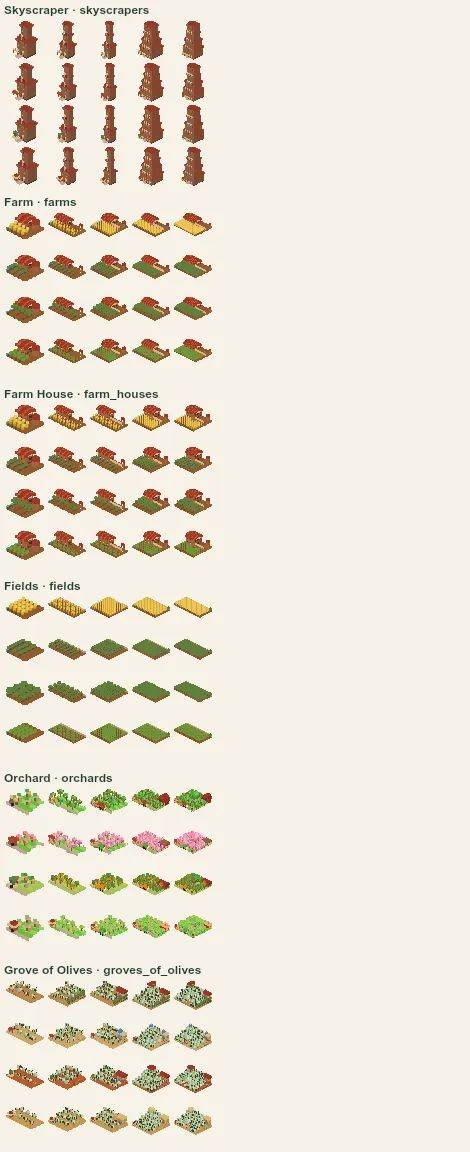 Skyscraper · skyscrapers
Farm · farms
Farm House · farm_houses
Fields · fields
Orchard · orchards
Grove of Olives · groves_of_olives